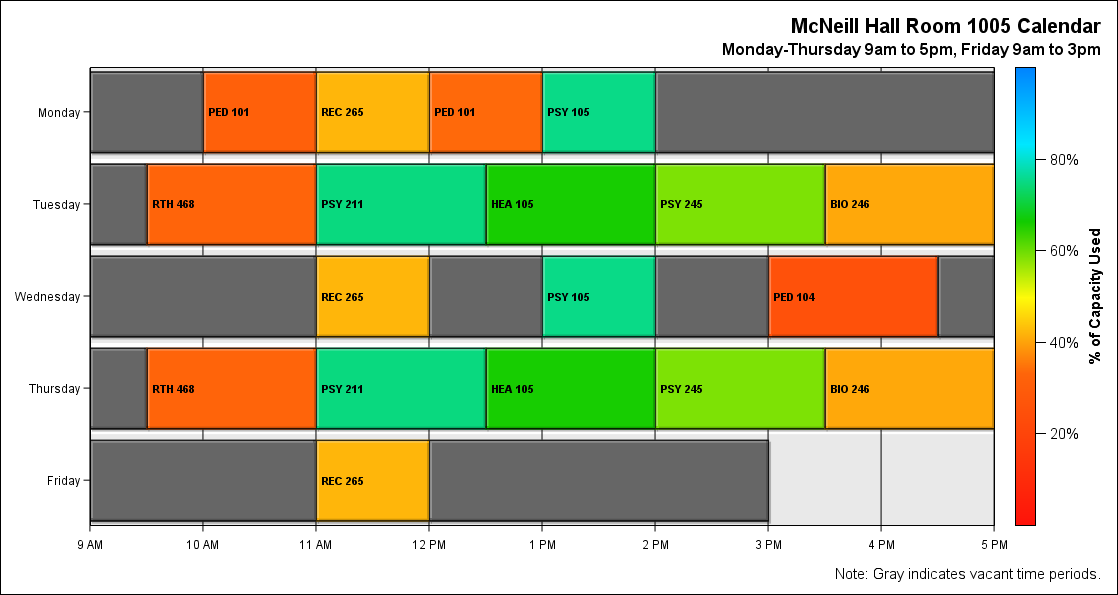 McNeill Hall Room 1005 Calendar
Monday-Thursday 9am to 5pm, Friday 9am to 3pm
Monday
PED 101
REC 265
PED 101
PSY 105
Tuesday
RTH 468
PSY 211
HEA 105
PSY 245
BIO 246
Wednesday
REC 265
PSY 105
PED 104
Thursday
RTH 468
PSY 211
HEA 105
PSY 245
BIO 246
Friday
REC 265
9 AM
10 AM
11 AM
12 PM
1 PM
2 PM
3 PM
4 PM
5 PM
80%
60%
40%
20%
% of Capacity Used
Note: Gray indicates vacant time periods.